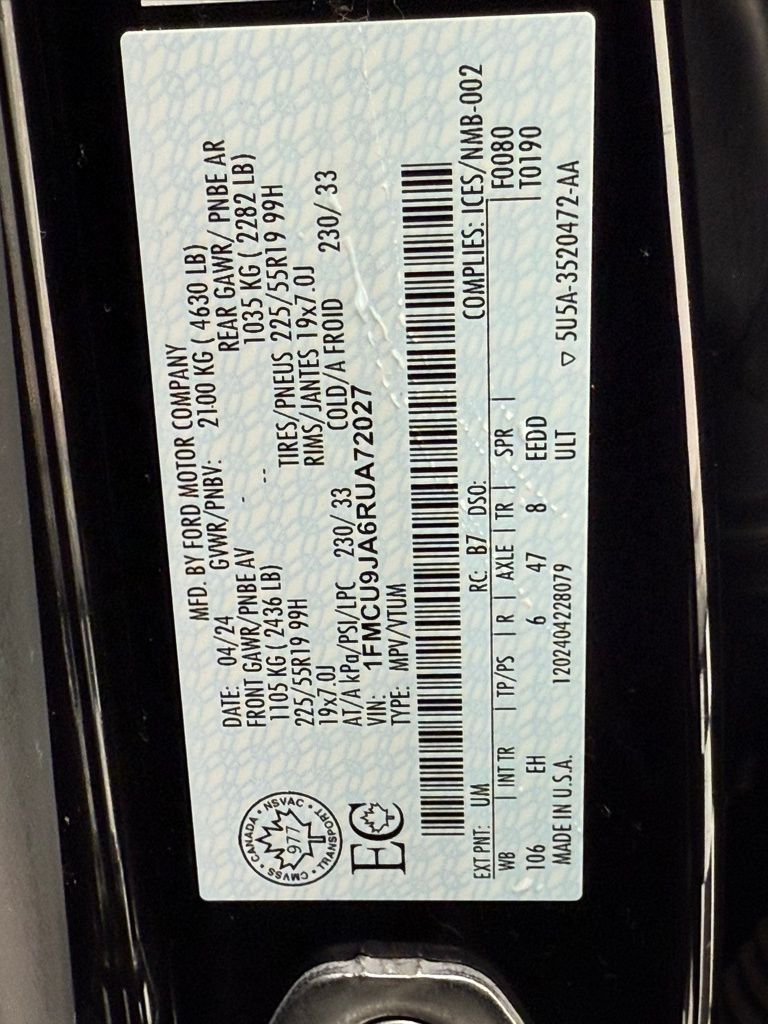 MFD. BY FORD MOTOR COMPANY
DATE: 04/24 GVWR/PNBV: 2100 KG ( 4630 LB)
FRONT GAWR/PNBE AV - REAR GAWR/ PNBE AR
1105 KG ( 2436 LB) -- 1035 KG ( 2282 LB)
225/55R19 99H TIRES/PNEUS 225/55R19 99H
19x7.0J RIMS/JANTES 19x7.0J
AT/A kPa/PSI/LPC 230/ 33 COLD/A FROID 230/ 33
VIN: 1FMCU9JA6RUA72027
TYPE: MPV/VTUM
CANADA • NSVAC • TRANSPORT • CMVSS •
977
EC
COMPLIES: ICES/NMB-002
EXT PNT: UM RC: B7 DSO:
WB | INT TR | TP/PS | R | AXLE | TR | SPR | F0080
106 EH 6 47 8 EEDD T0190
MADE IN U.S.A. 1202404228079 ULT ▽ 5U5A-3520472-AA